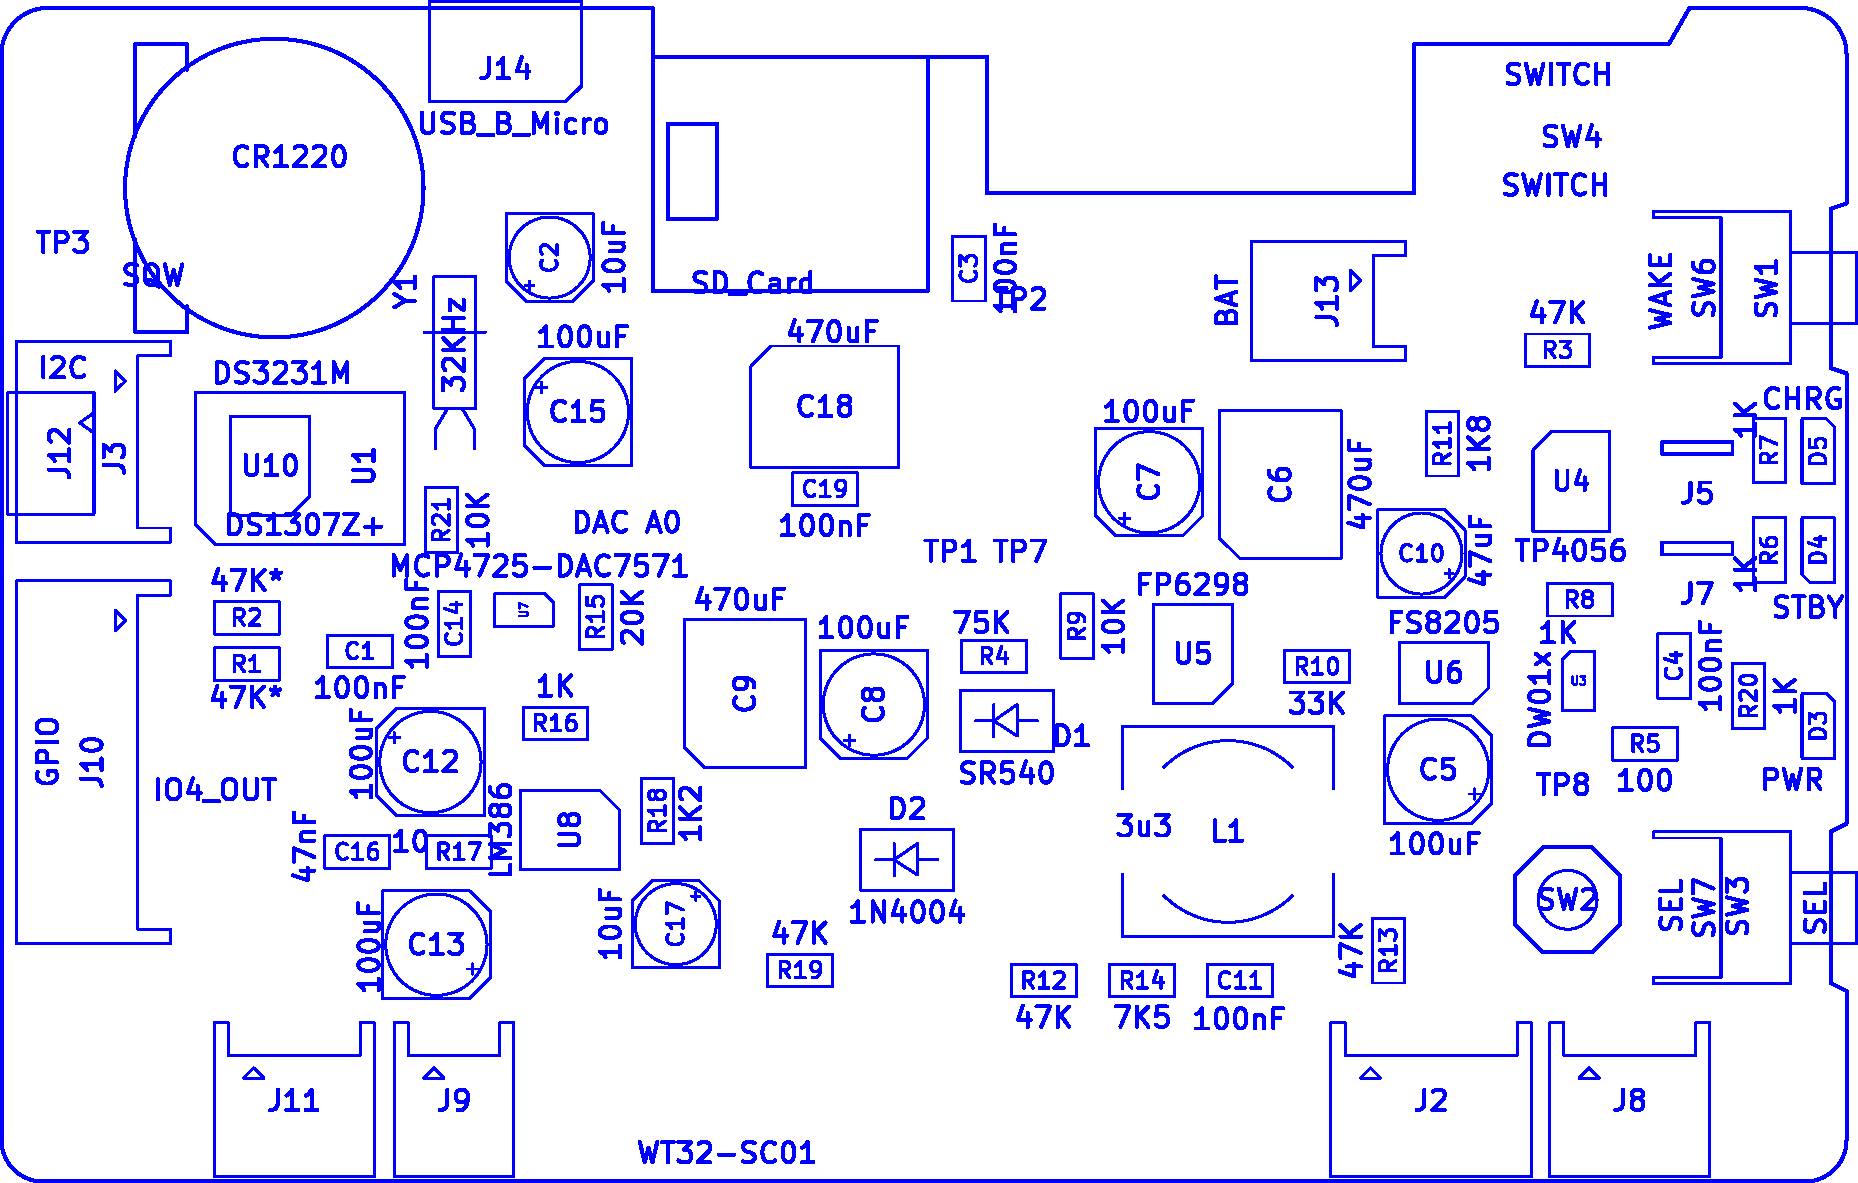 J14
USB_B_Micro
SWITCH
SW4
SWITCH
CR1220
TP3
SQW
Y1
32KHz
C2
10uF
SD_Card
C3
100nF
TP2
BAT
J13
WAKE
SW6
SW1
47K
R3
I2C
J12
J3
DS3231M
U10
U1
DS1307Z+
100uF
C15
470uF
C18
C19
100nF
R21
10K
DAC A0
MCP4725-DAC7571
TP1
TP7
100uF
C7
C6
470uF
R11
1K8
C10
47uF
U4
TP4056
CHRG
1K
R7
D5
J5
R6
1K
D4
J7
STBY
47K*
R2
R1
47K*
C1
100nF
100nF
C14
U7
R15
20K
1K
R16
470uF
C9
100uF
C8
75K
R4
R9
10K
FP6298
U5
R10
33K
FS8205
U6
R8
1K
DW01x
U3
C4
100nF
R20
1K
D3
PWR
R5
100
TP8
GPIO
J10
IO4_OUT
100uF
C12
LM386
U8
R18
1K2
47nF
C16
10
R17
D1
SR540
D2
1N4004
3u3
L1
C5
100uF
SW2
SEL
SW7
SW3
SEL
100uF
C13
10uF
C17
47K
R19
R12
47K
R14
7K5
C11
100nF
47K
R13
J11
J9
J2
J8
WT32-SC01